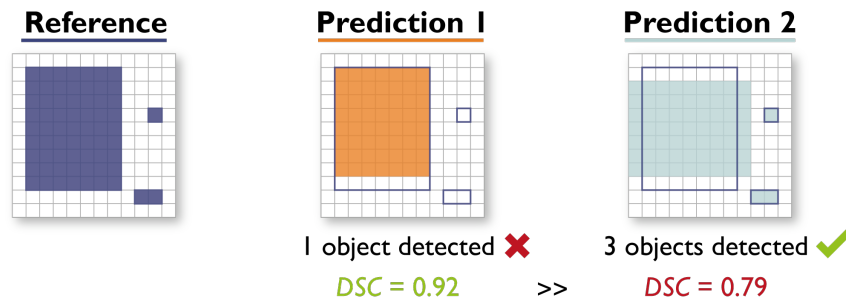 Reference
Prediction 1
Prediction 2
1 object detected
3 objects detected
DSC = 0.92
>>
DSC = 0.79